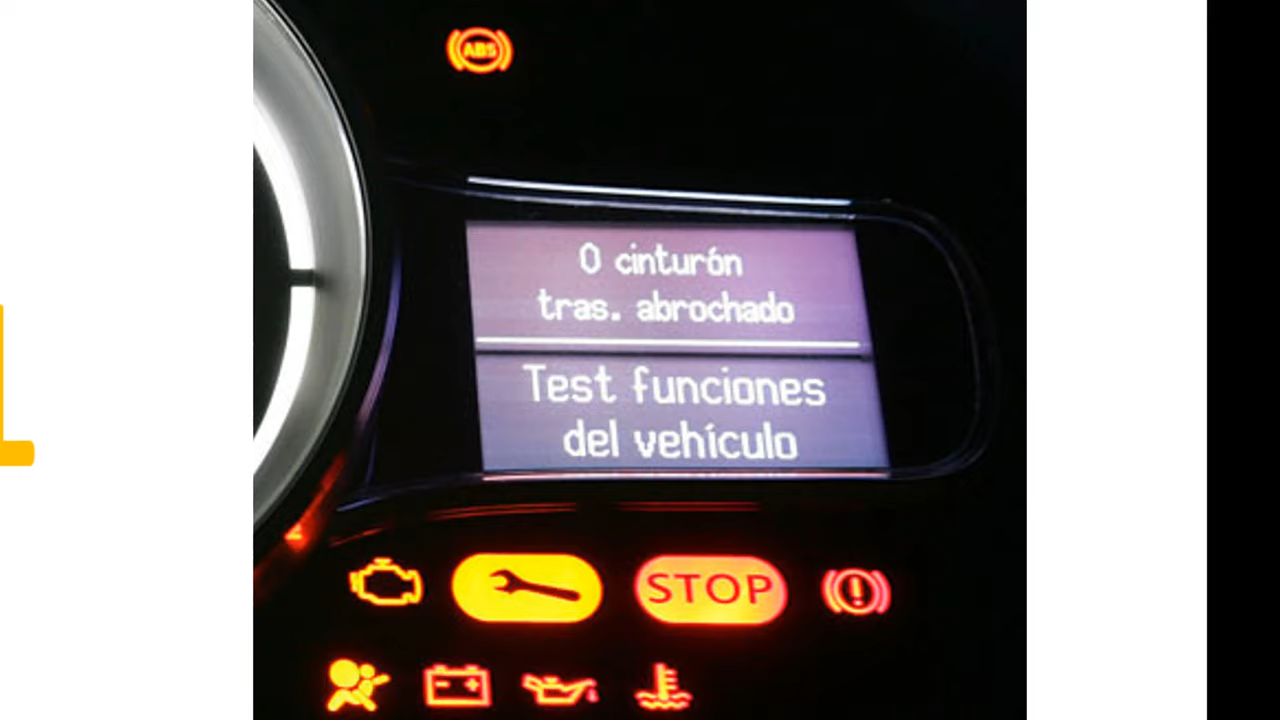 ABS
0 cinturón
tras. abrochado
Test funciones
del vehículo
STOP